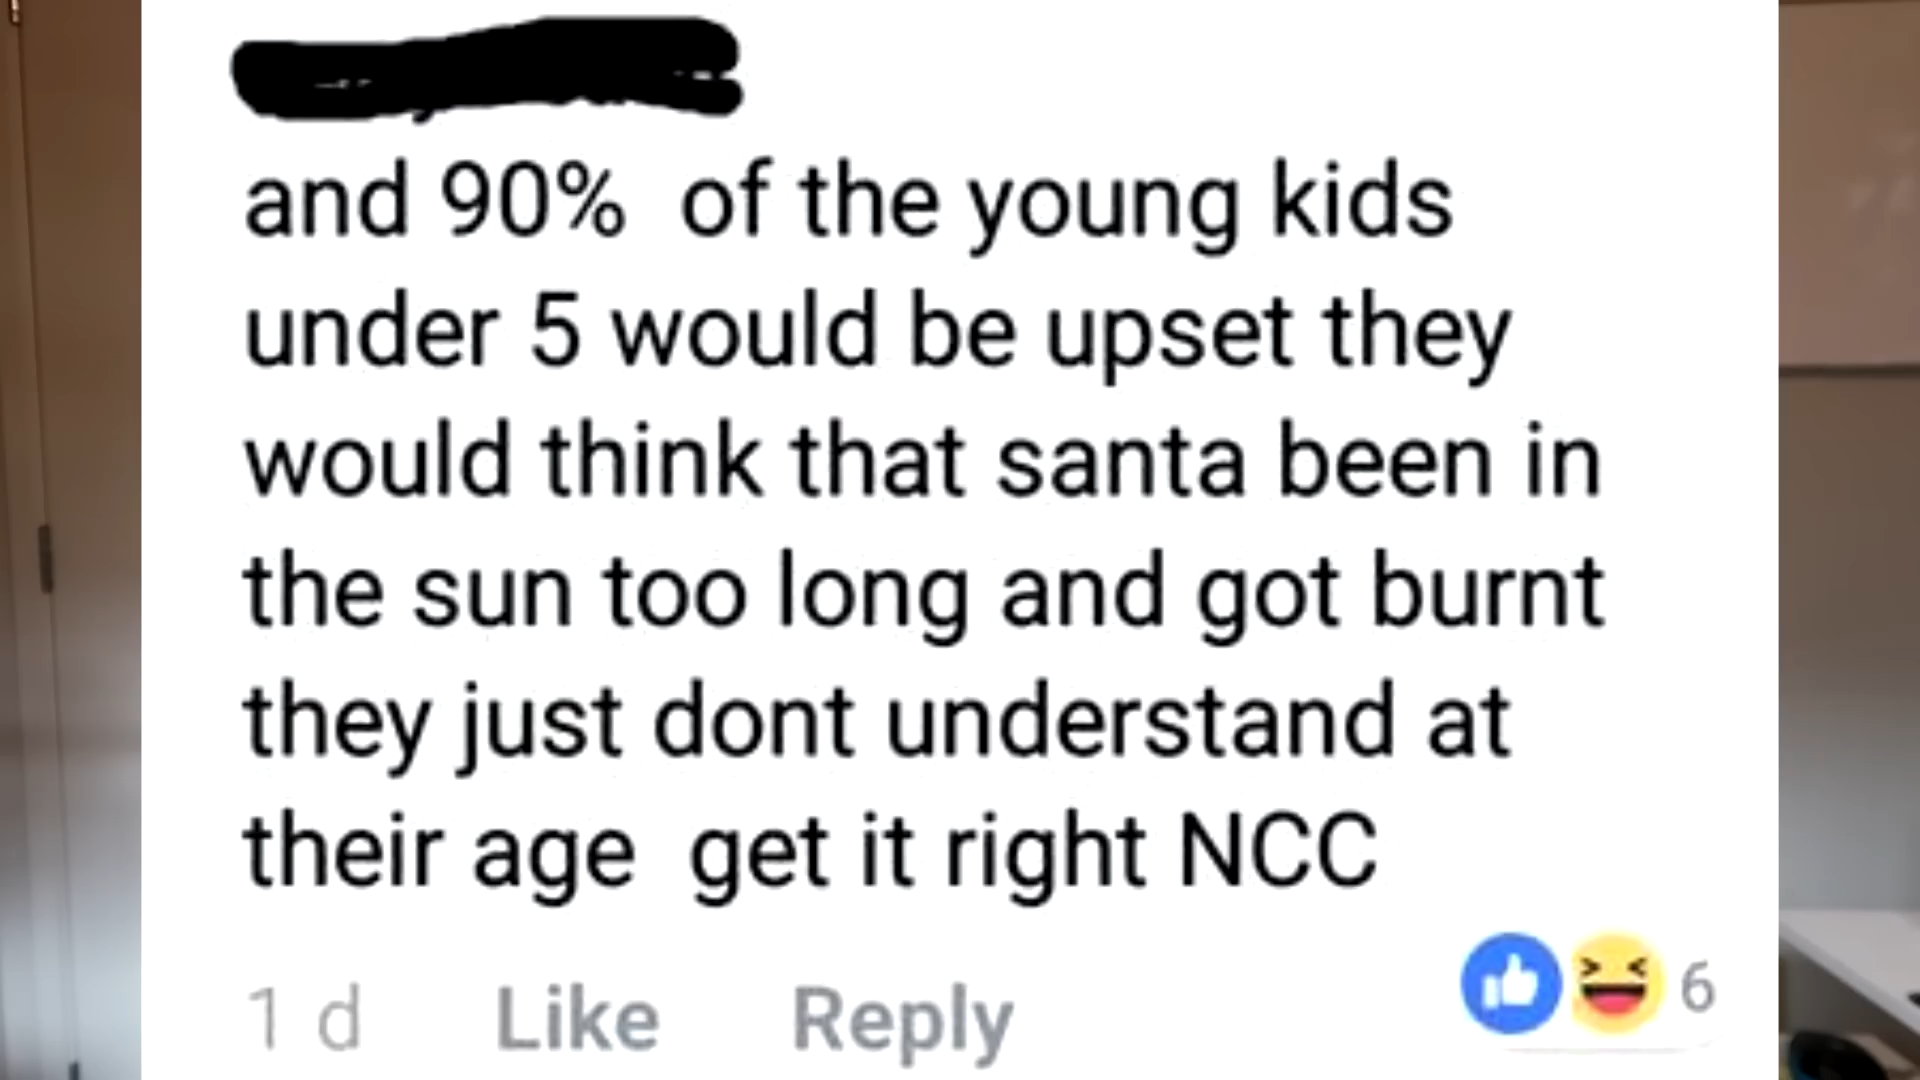 and 90%  of the young kids
under 5 would be upset they
would think that santa been in
the sun too long and got burnt
they just dont understand at
their age  get it right NCC
1 d Like Reply 6